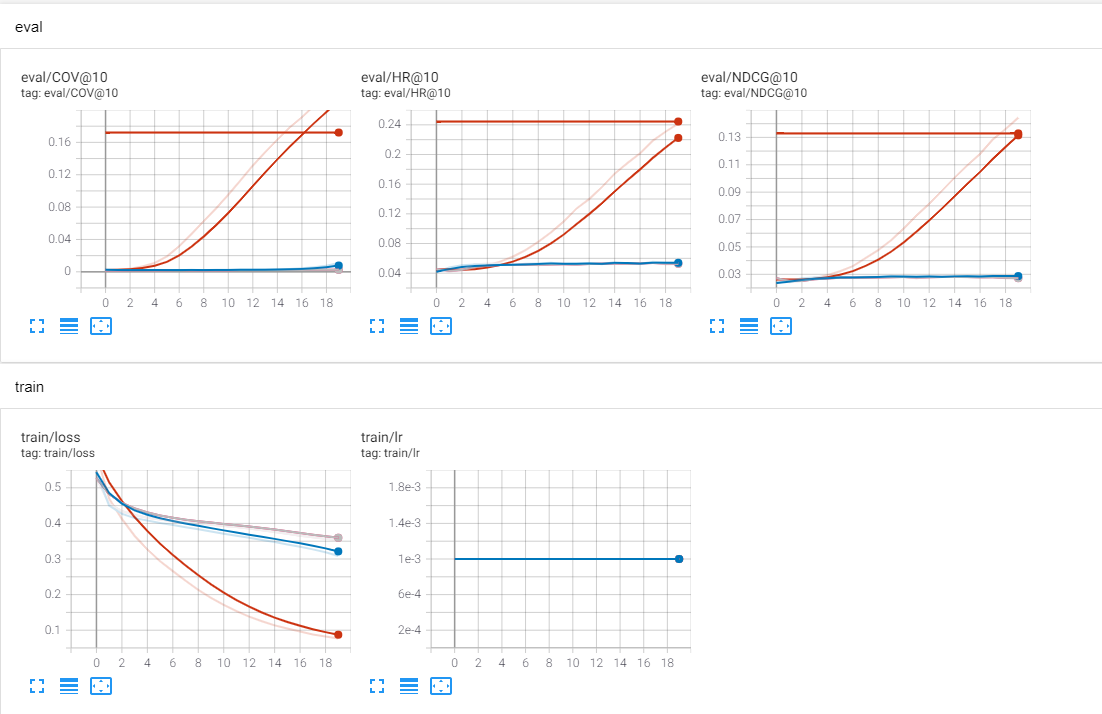 eval
eval/COV@10 eval/HR@10 eval/NDCG@10
tag: eval/COV@10 tag: eval/HR@10 tag: eval/NDCG@10
0.16
0.12
0.08
0.04
0
0 2 4 6 8 10 12 14 16 18
0.24
0.2
0.16
0.12
0.08
0.04
0 2 4 6 8 10 12 14 16 18
0.13
0.11
0.09
0.07
0.05
0.03
0 2 4 6 8 10 12 14 16 18
train
train/loss train/lr
tag: train/loss tag: train/lr
0.5
0.4
0.3
0.2
0.1
0 2 4 6 8 10 12 14 16 18
1.8e-3
1.4e-3
1e-3
6e-4
2e-4
0 2 4 6 8 10 12 14 16 18